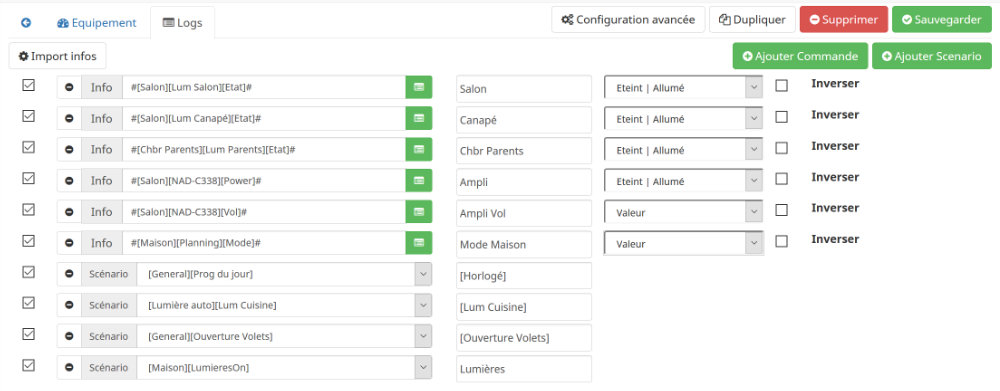 Equipement Logs Configuration avancée Dupliquer Supprimer Sauvegarder
Import infos Ajouter Commande Ajouter Scenario
Info #[Salon][Lum Salon][Etat]# Salon Eteint | Allumé Inverser
Info #[Salon][Lum Canapé][Etat]# Canapé Eteint | Allumé Inverser
Info #[Chbr Parents][Lum Parents][Etat]# Chbr Parents Eteint | Allumé Inverser
Info #[Salon][NAD-C338][Power]# Ampli Eteint | Allumé Inverser
Info #[Salon][NAD-C338][Vol]# Ampli Vol Valeur Inverser
Info #[Maison][Planning][Mode]# Mode Maison Valeur Inverser
Scénario [General][Prog du jour] [Horlogé]
Scénario [Lumière auto][Lum Cuisine] [Lum Cuisine]
Scénario [General][Ouverture Volets] [Ouverture Volets]
Scénario [Maison][LumieresOn] Lumières